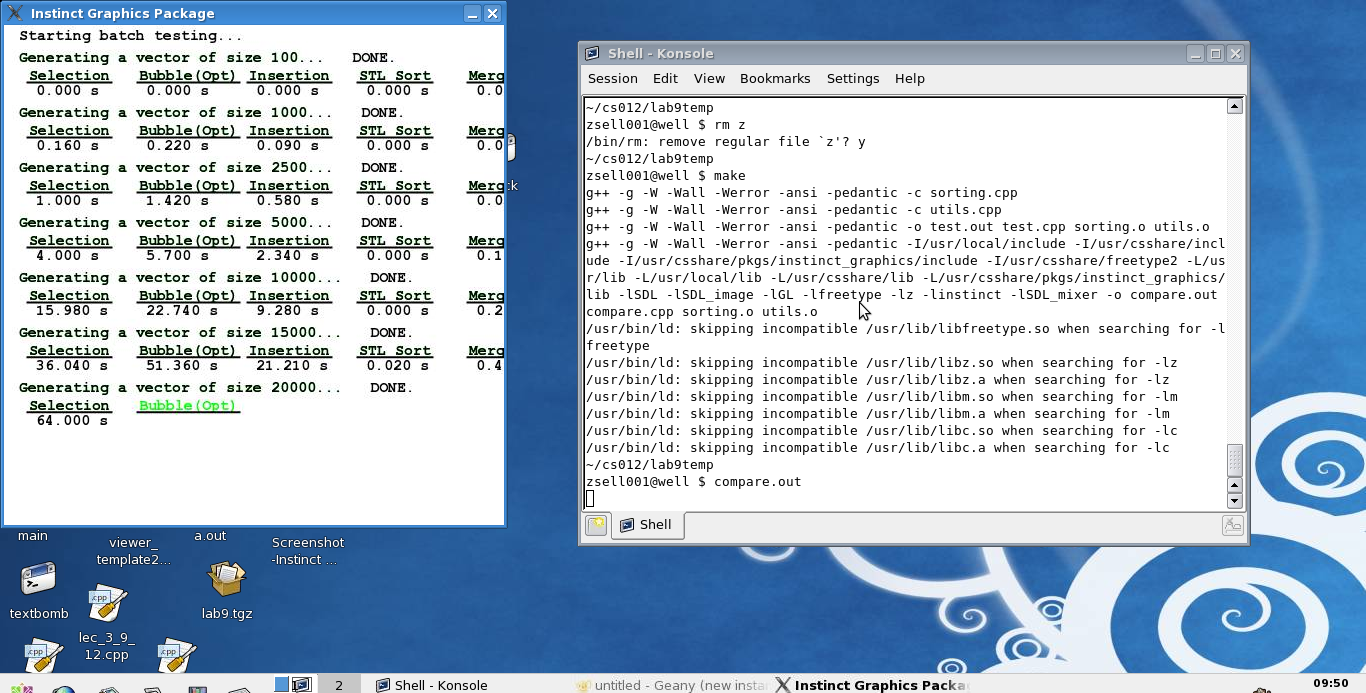 Instinct Graphics Package
Starting batch testing...
Generating a vector of size 100... DONE.
Selection Bubble(Opt) Insertion STL Sort Merg
0.000 s 0.000 s 0.000 s 0.000 s 0.0
Generating a vector of size 1000... DONE.
Selection Bubble(Opt) Insertion STL Sort Merg
0.160 s 0.220 s 0.090 s 0.000 s 0.0
Generating a vector of size 2500... DONE.
Selection Bubble(Opt) Insertion STL Sort Merg
1.000 s 1.420 s 0.580 s 0.000 s 0.0
Generating a vector of size 5000... DONE.
Selection Bubble(Opt) Insertion STL Sort Merg
4.000 s 5.700 s 2.340 s 0.000 s 0.1
Generating a vector of size 10000... DONE.
Selection Bubble(Opt) Insertion STL Sort Merg
15.980 s 22.740 s 9.280 s 0.000 s 0.2
Generating a vector of size 15000... DONE.
Selection Bubble(Opt) Insertion STL Sort Merg
36.040 s 51.360 s 21.210 s 0.020 s 0.4
Generating a vector of size 20000... DONE.
Selection Bubble(Opt)
64.000 s
Shell - Konsole
Session Edit View Bookmarks Settings Help
~/cs012/lab9temp
zsell001@well $ rm z
/bin/rm: remove regular file `z'? y
~/cs012/lab9temp
zsell001@well $ make
g++ -g -W -Wall -Werror -ansi -pedantic -c sorting.cpp
g++ -g -W -Wall -Werror -ansi -pedantic -c utils.cpp
g++ -g -W -Wall -Werror -ansi -pedantic -o test.out test.cpp sorting.o utils.o
g++ -g -W -Wall -Werror -ansi -pedantic -I/usr/local/include -I/usr/csshare/incl
ude -I/usr/csshare/pkgs/instinct_graphics/include -I/usr/csshare/freetype2 -L/us
r/lib -L/usr/local/lib -L/usr/csshare/lib -L/usr/csshare/pkgs/instinct_graphics/
lib -lSDL -lSDL_image -lGL -lfreetype -lz -linstinct -lSDL_mixer -o compare.out
compare.cpp sorting.o utils.o
/usr/bin/ld: skipping incompatible /usr/lib/libfreetype.so when searching for -l
freetype
/usr/bin/ld: skipping incompatible /usr/lib/libz.so when searching for -lz
/usr/bin/ld: skipping incompatible /usr/lib/libz.a when searching for -lz
/usr/bin/ld: skipping incompatible /usr/lib/libm.so when searching for -lm
/usr/bin/ld: skipping incompatible /usr/lib/libm.a when searching for -lm
/usr/bin/ld: skipping incompatible /usr/lib/libc.so when searching for -lc
/usr/bin/ld: skipping incompatible /usr/lib/libc.a when searching for -lc
~/cs012/lab9temp
zsell001@well $ compare.out
Shell
ck
main
viewer_
template2...
a.out
Screenshot
-Instinct ...
textbomb
cpp
lab9.tgz
lec_3_9_
12.cpp
cpp
cpp
2
Shell - Konsole
untitled - Geany (new instan
Instinct Graphics Packa
09:50